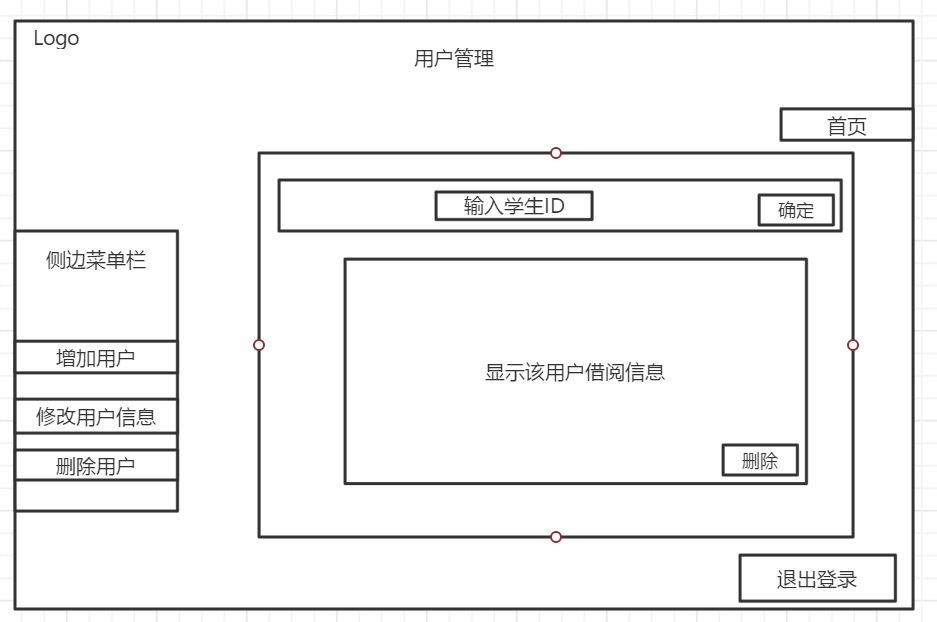 Logo
用户管理
首页
输入学生ID
确定
侧边菜单栏
增加用户
修改用户信息
删除用户
显示该用户借阅信息
删除
退出登录